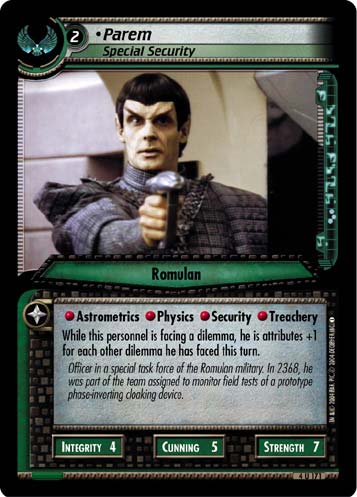 2
•Parem
Special Security
Romulan
Astrometrics Physics Security Treachery
While this personnel is facing a dilemma, he is attributes +1
for each other dilemma he has faced this turn.
Officer in a special task force of the Romulan military. In 2368, he
was part of the team assigned to monitor field tests of a prototype
phase-inverting cloaking device.
INTEGRITY 4 CUNNING 5 STRENGTH 7
4 U 171